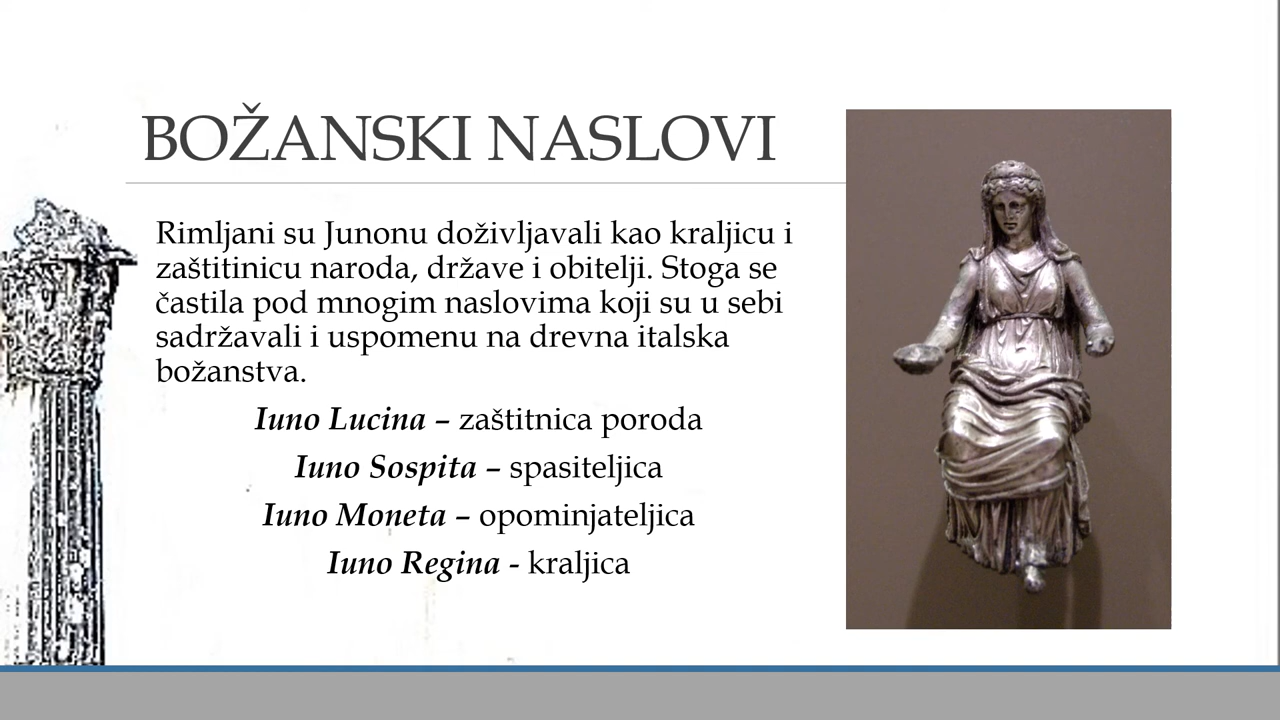 BOŽANSKI NASLOVI
Rimljani su Junonu doživljavali kao kraljicu i
zaštitinicu naroda, države i obitelji. Stoga se
častila pod mnogim naslovima koji su u sebi
sadržavali i uspomenu na drevna italska
božanstva.
Iuno Lucina – zaštitnica poroda
Iuno Sospita – spasiteljica
Iuno Moneta – opominjateljica
Iuno Regina - kraljica